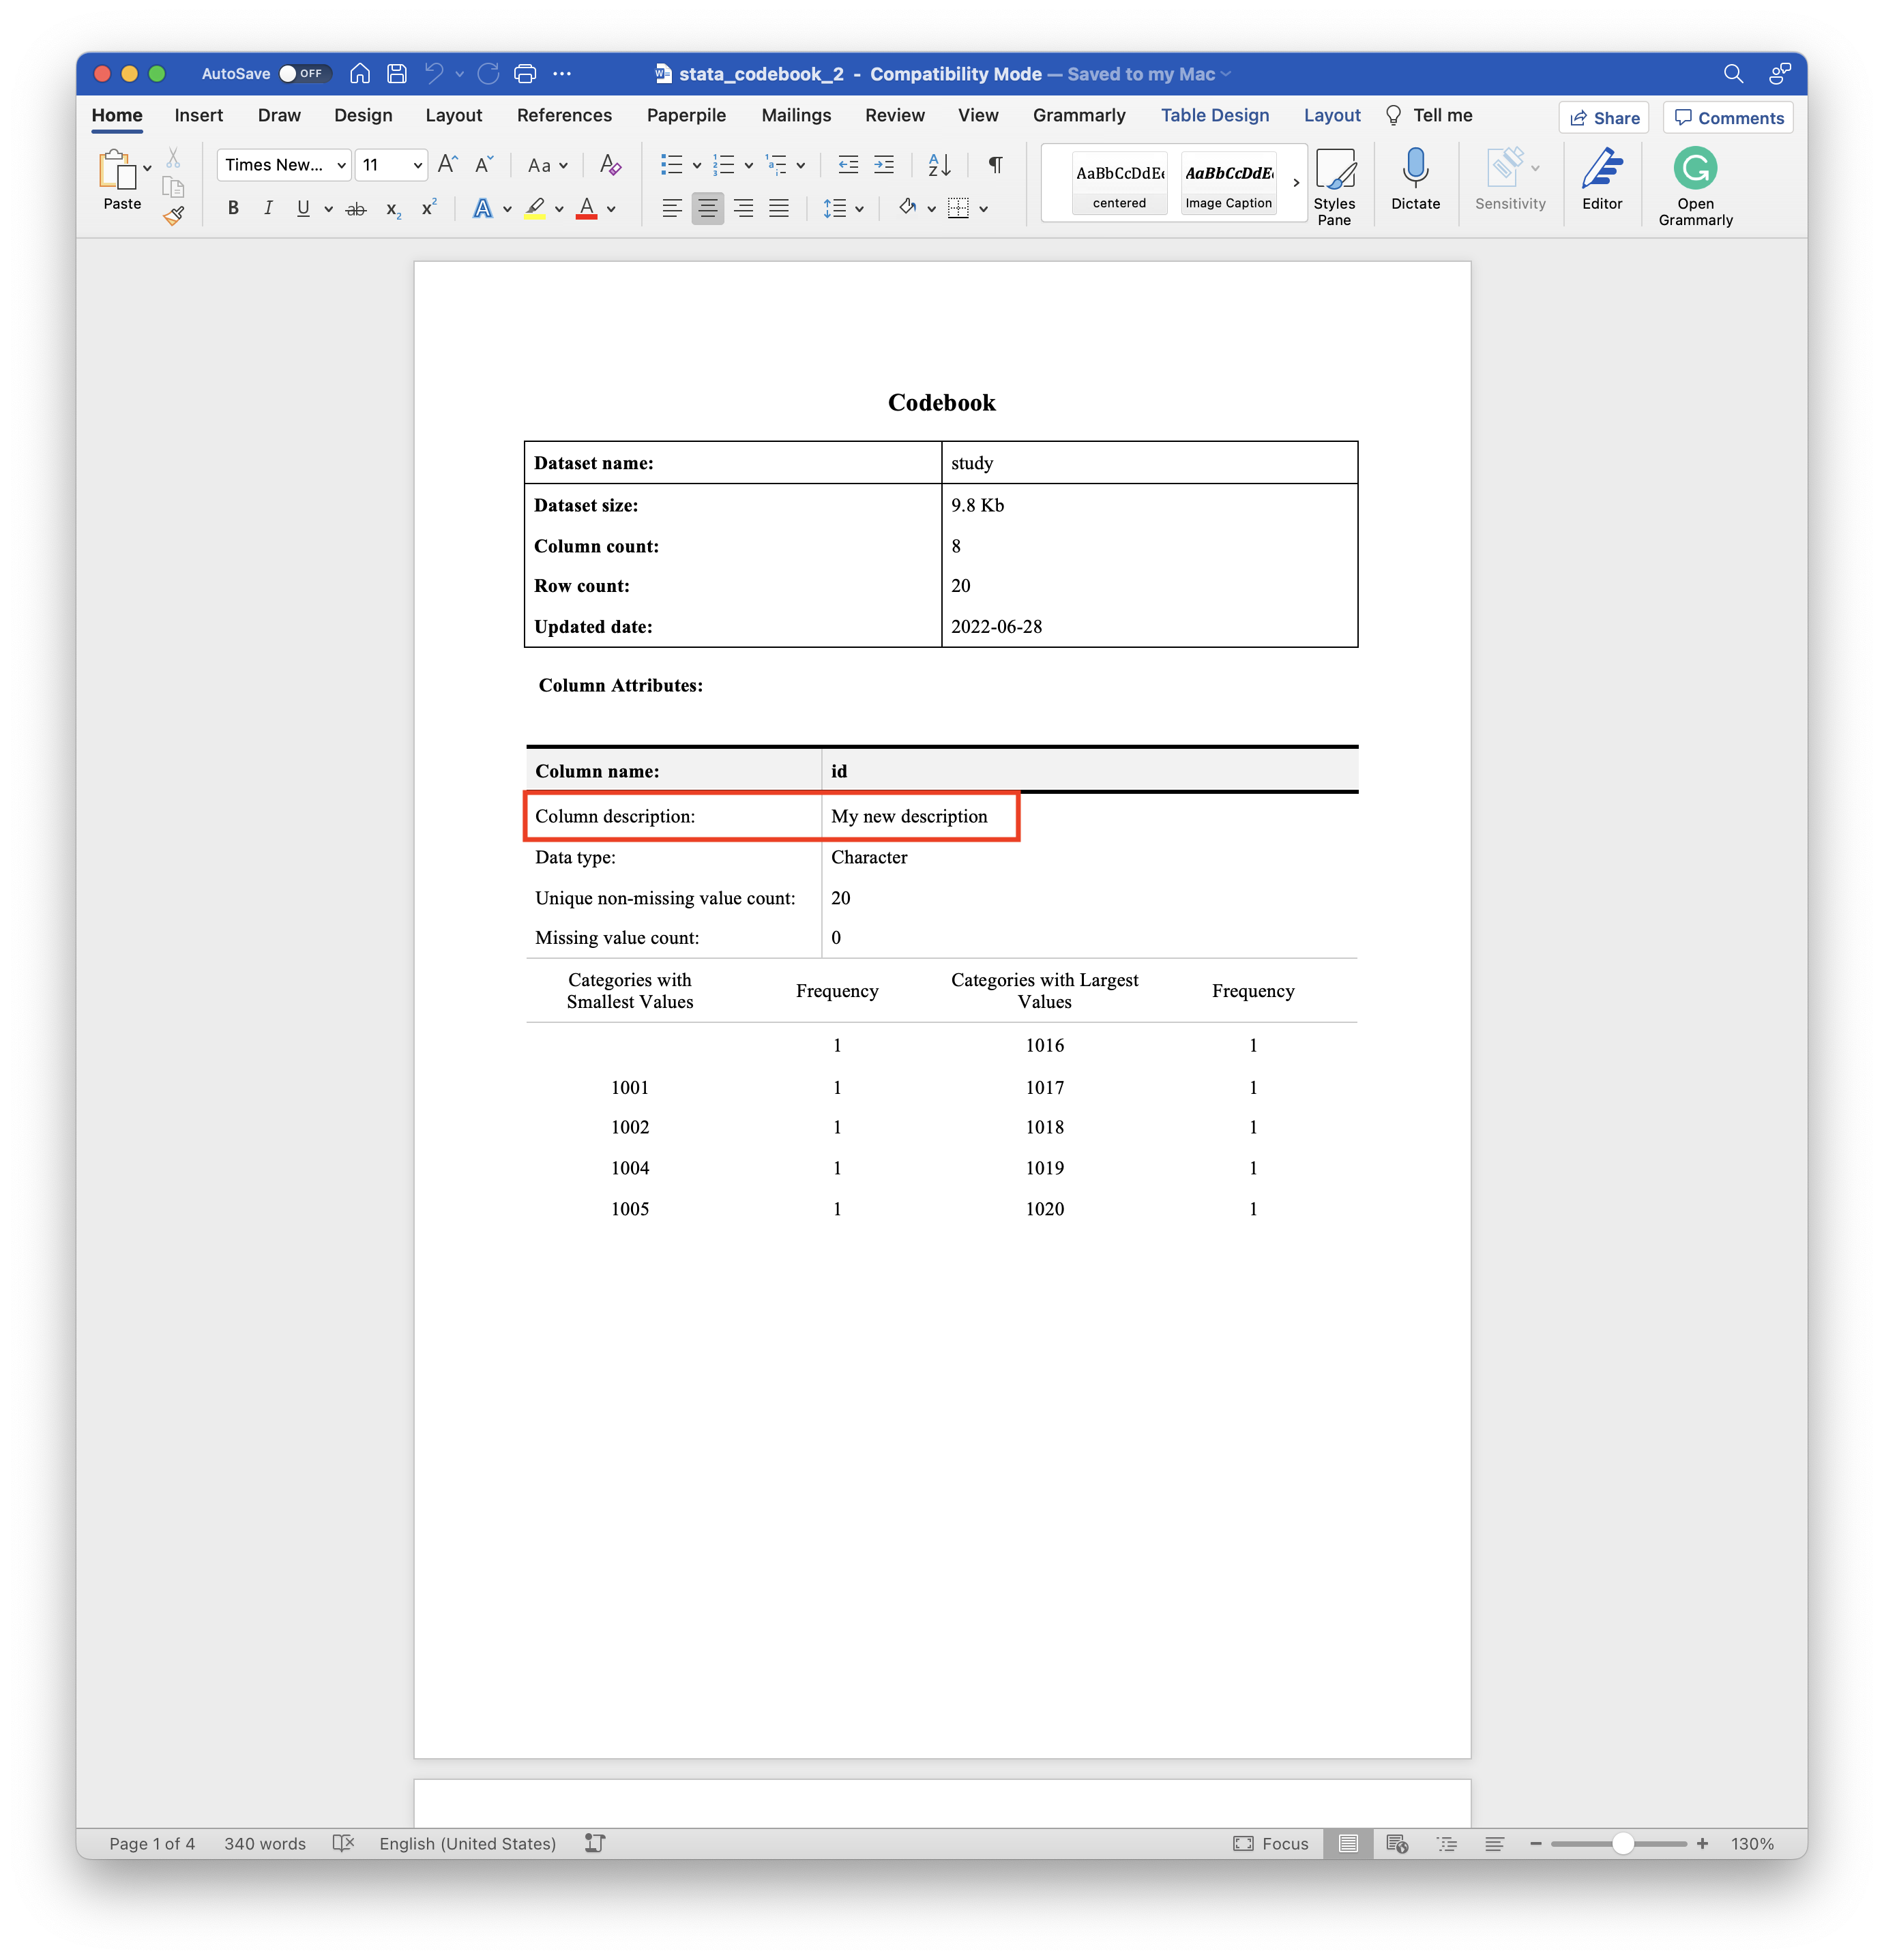 AutoSave OFF stata_codebook_2 - Compatibility Mode — Saved to my Mac
Home Insert Draw Design Layout References Paperpile Mailings Review View Grammarly Table Design Layout Tell me Share Comments
Times New... 11 Aa
AaBbCcDdEe AaBbCcDdE
Paste centered Image Caption Styles Pane Dictate Sensitivity Editor Open Grammarly
Codebook
Dataset name: study
Dataset size: 9.8 Kb
Column count: 8
Row count: 20
Updated date: 2022-06-28
Column Attributes:
Column name: id
Column description: My new description
Data type: Character
Unique non-missing value count: 20
Missing value count: 0
Categories with Smallest Values Frequency Categories with Largest Values Frequency
1 1016 1
1001 1 1017 1
1002 1 1018 1
1004 1 1019 1
1005 1 1020 1
Page 1 of 4 340 words English (United States) Focus 130%